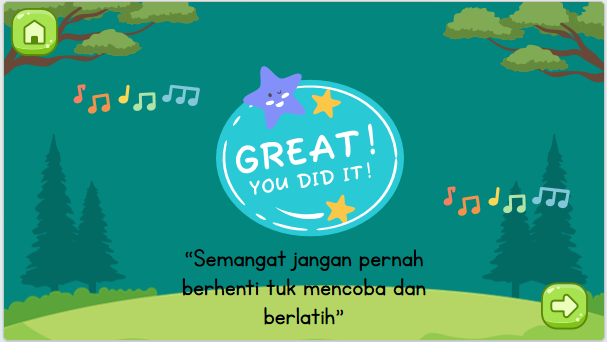 GREAT!
YOU DID IT!
“Semangat jangan pernah
berhenti tuk mencoba dan
berlatih”